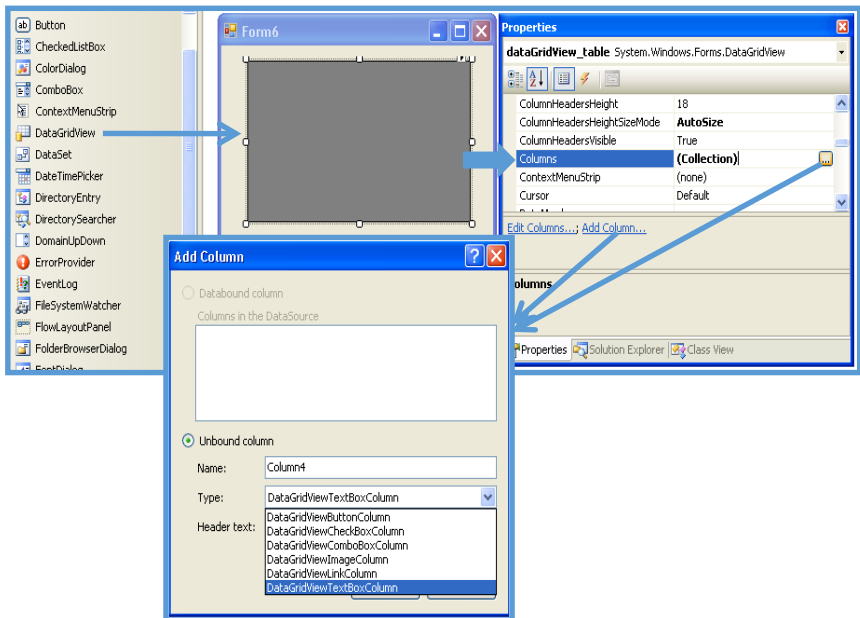 Button
CheckedListBox
ColorDialog
ComboBox
ContextMenuStrip
DataGridView
DataSet
DateTimePicker
DirectoryEntry
DirectorySearcher
DomainUpDown
ErrorProvider
EventLog
FileSystemWatcher
FlowLayoutPanel
FolderBrowserDialog
FontDialog
Form6
Properties
dataGridView_table System.Windows.Forms.DataGridView
ColumnHeadersHeight 18
ColumnHeadersHeightSizeMode AutoSize
ColumnHeadersVisible True
Columns (Collection) ...
ContextMenuStrip (none)
Cursor Default
Edit Columns...; Add Column...
olumns
Properties Solution Explorer Class View
Add Column
Databound column
Columns in the DataSource
Unbound column
Name: Column4
Type: DataGridViewTextBoxColumn
Header text:
DataGridViewButtonColumn
DataGridViewCheckBoxColumn
DataGridViewComboBoxColumn
DataGridViewImageColumn
DataGridViewLinkColumn
DataGridViewTextBoxColumn